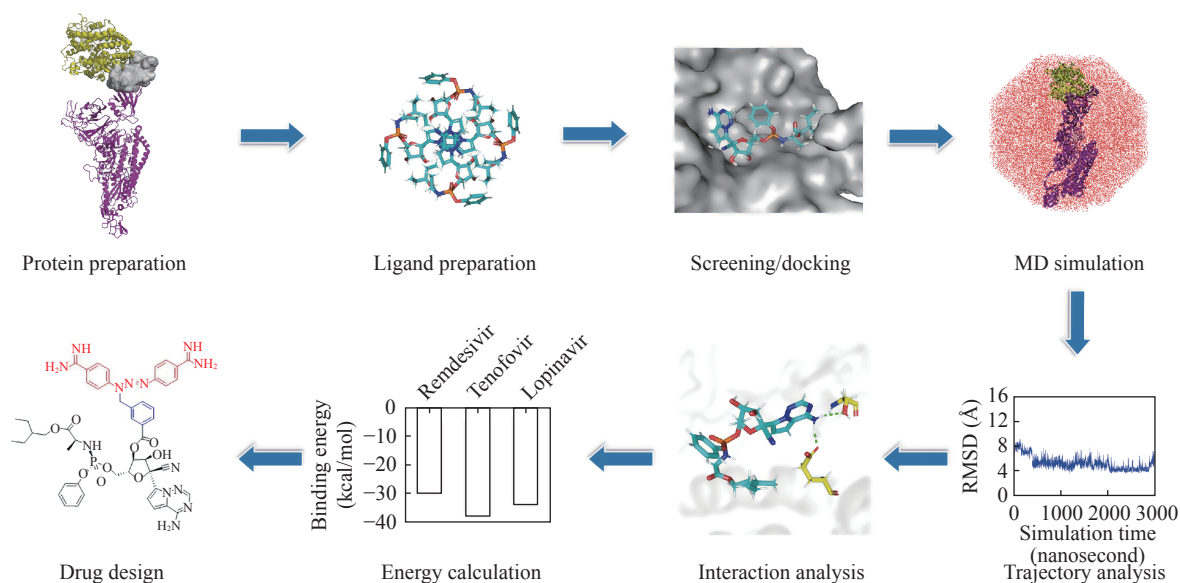 Protein preparation
Ligand preparation
Screening/docking
MD simulation
NH
H2N
NH
NH2
N N N
N
O
O
N
H
P
O
O
O
O
O
OH
CN
N
N
N
H2N
Drug design
Remdesivir
Tenofovir
Lopinavir
Binding energy
(kcal/mol)
0
−10
−20
−30
−40
Energy calculation
Interaction analysis
RMSD (Å)
16
12
8
4
0
0 1000 2000 3000
Simulation time
(nanosecond)
Trajectory analysis